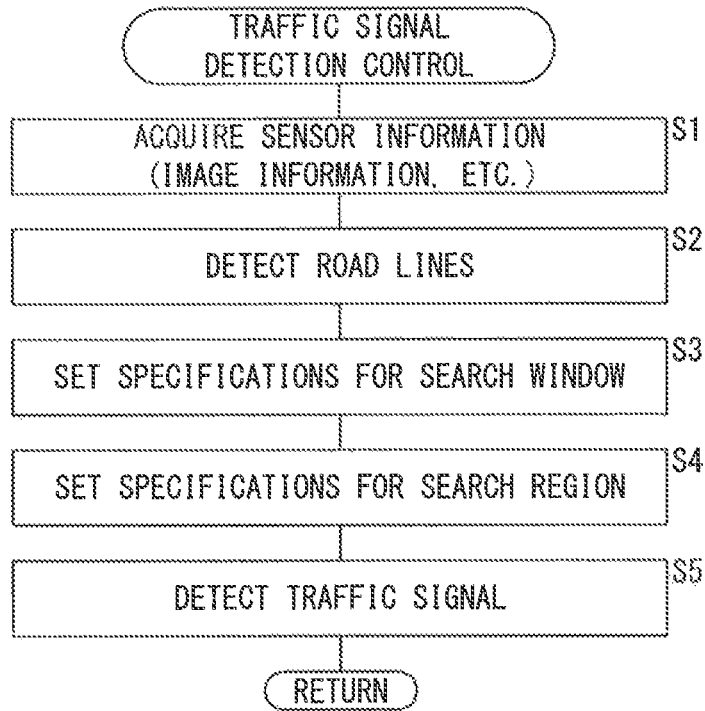 TRAFFIC SIGNAL
DETECTION CONTROL
ACQUIRE SENSOR INFORMATION
(IMAGE INFORMATION, ETC.)
S1
DETECT ROAD LINES
S2
SET SPECIFICATIONS FOR SEARCH WINDOW
S3
SET SPECIFICATIONS FOR SEARCH REGION
S4
DETECT TRAFFIC SIGNAL
S5
RETURN